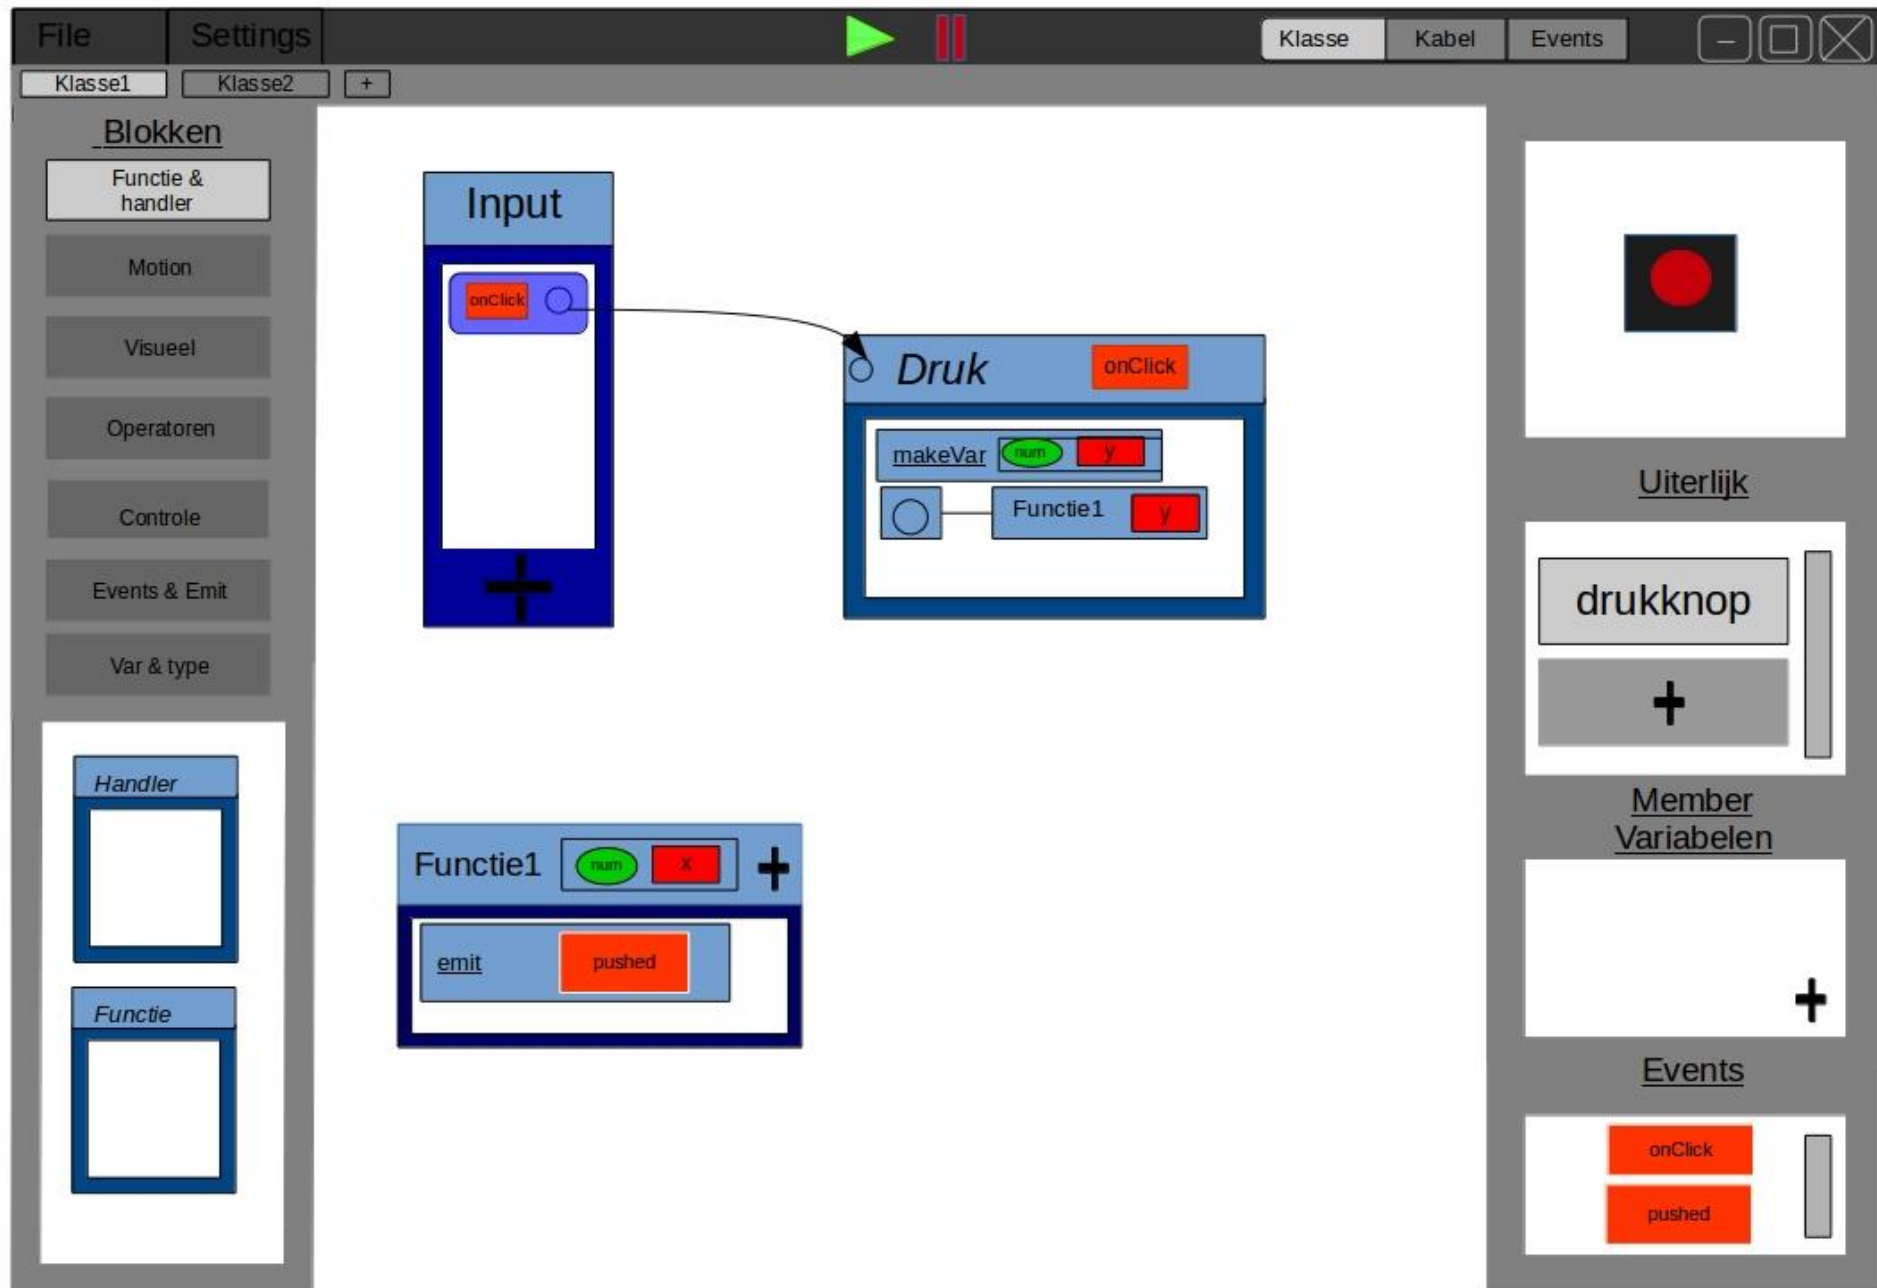 File
Settings
Klasse
Kabel
Events
Klasse1
Klasse2
+
Blokken
Functie &
handler
Motion
Visueel
Operatoren
Controle
Events & Emit
Var & type
Handler
Functie
Input
onClick
Druk
onClick
makeVar
num
y
Functie1
y
Functie1
num
x
emit
pushed
Uiterlijk
drukknop
Member
Variabelen
Events
onClick
pushed